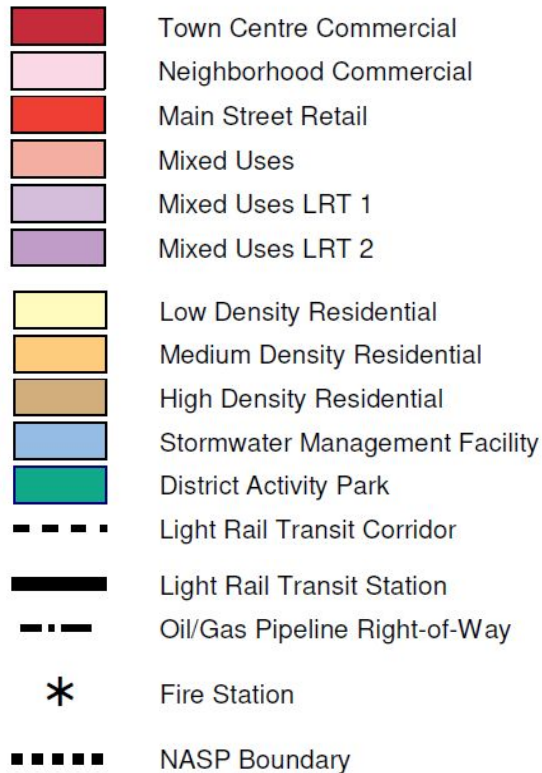 Town Centre Commercial
Neighborhood Commercial
Main Street Retail
Mixed Uses
Mixed Uses LRT 1
Mixed Uses LRT 2
Low Density Residential
Medium Density Residential
High Density Residential
Stormwater Management Facility
District Activity Park
Light Rail Transit Corridor
Light Rail Transit Station
Oil/Gas Pipeline Right-of-Way
Fire Station
NASP Boundary